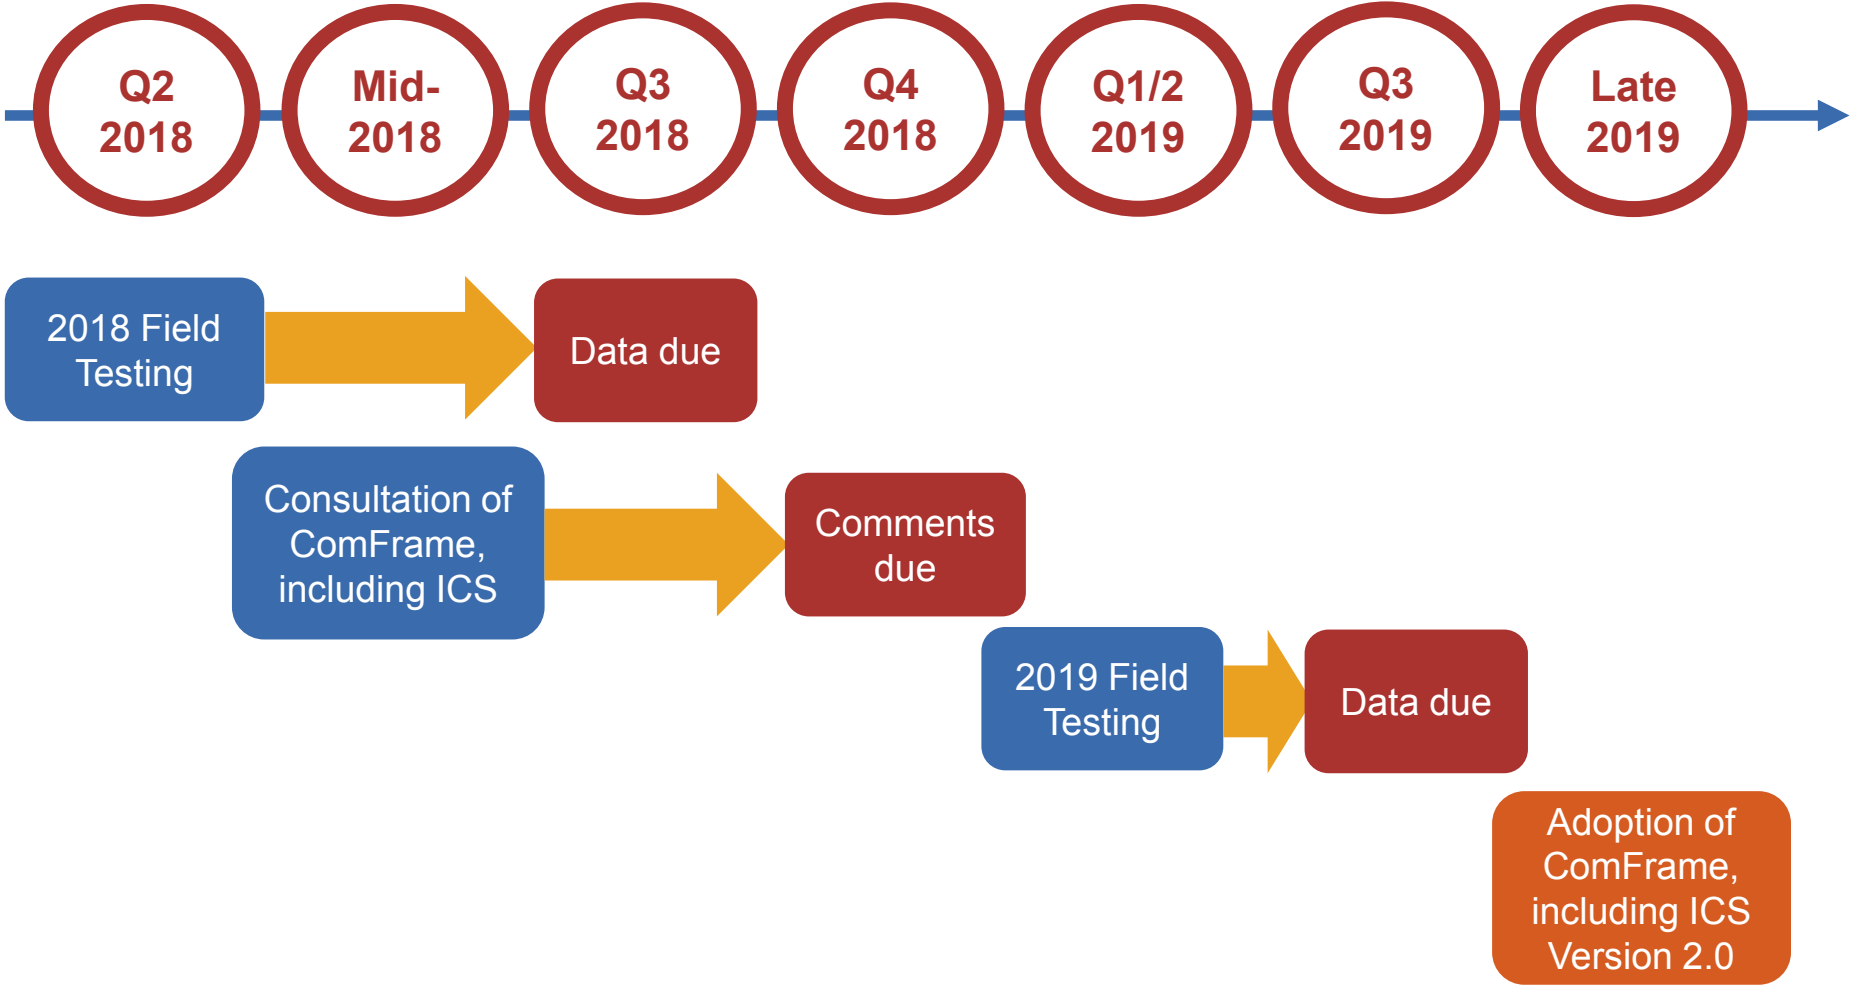 Q2
2018
Mid-
2018
Q3
2018
Q4
2018
Q1/2
2019
Q3
2019
Late
2019
2018 Field
Testing
Data due
Consultation of
ComFrame,
including ICS
Comments
due
2019 Field
Testing
Data due
Adoption of
ComFrame,
including ICS
Version 2.0